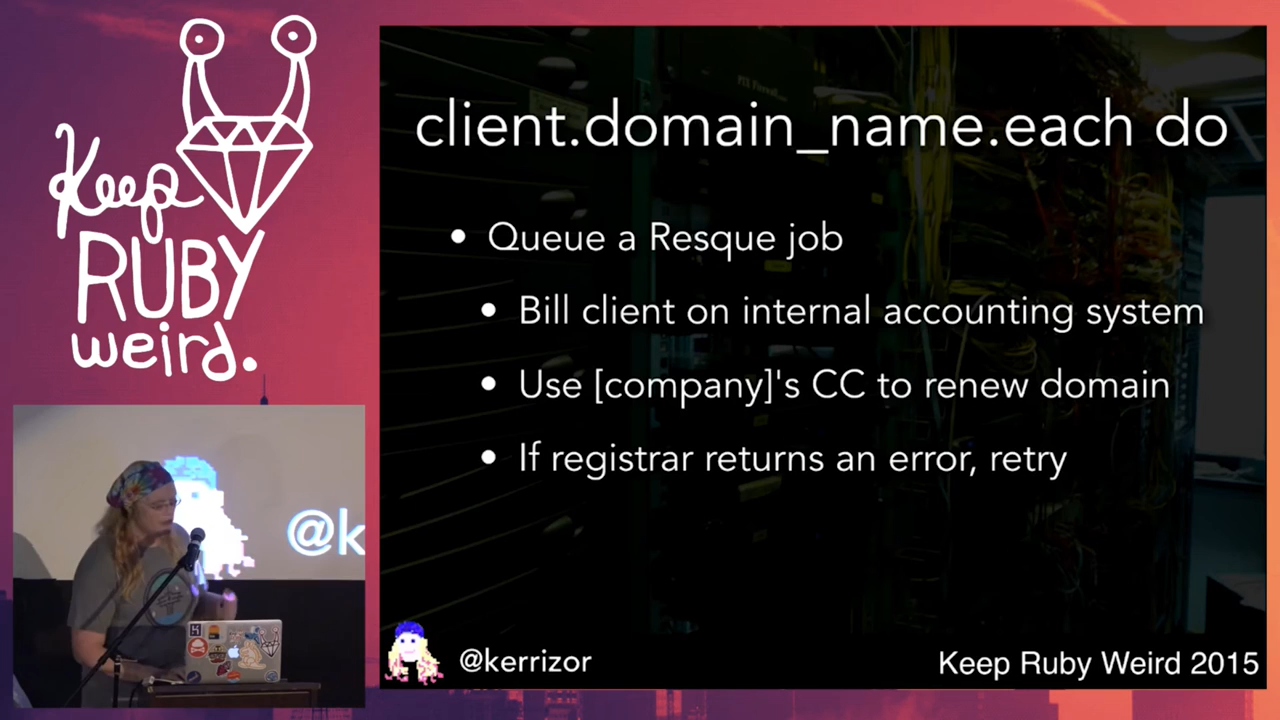 Keep
RUBY
weird.
client.domain_name.each do
• Queue a Resque job
• Bill client on internal accounting system
• Use [company]'s CC to renew domain
• If registrar returns an error, retry
@kerrizor
Keep Ruby Weird 2015
@k